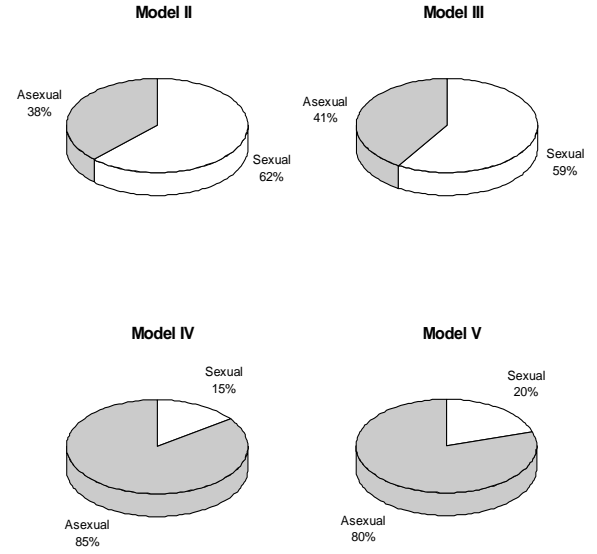 Model II
Asexual
38%
Sexual
62%
Model III
Asexual
41%
Sexual
59%
Model IV
Sexual
15%
Asexual
85%
Model V
Sexual
20%
Asexual
80%